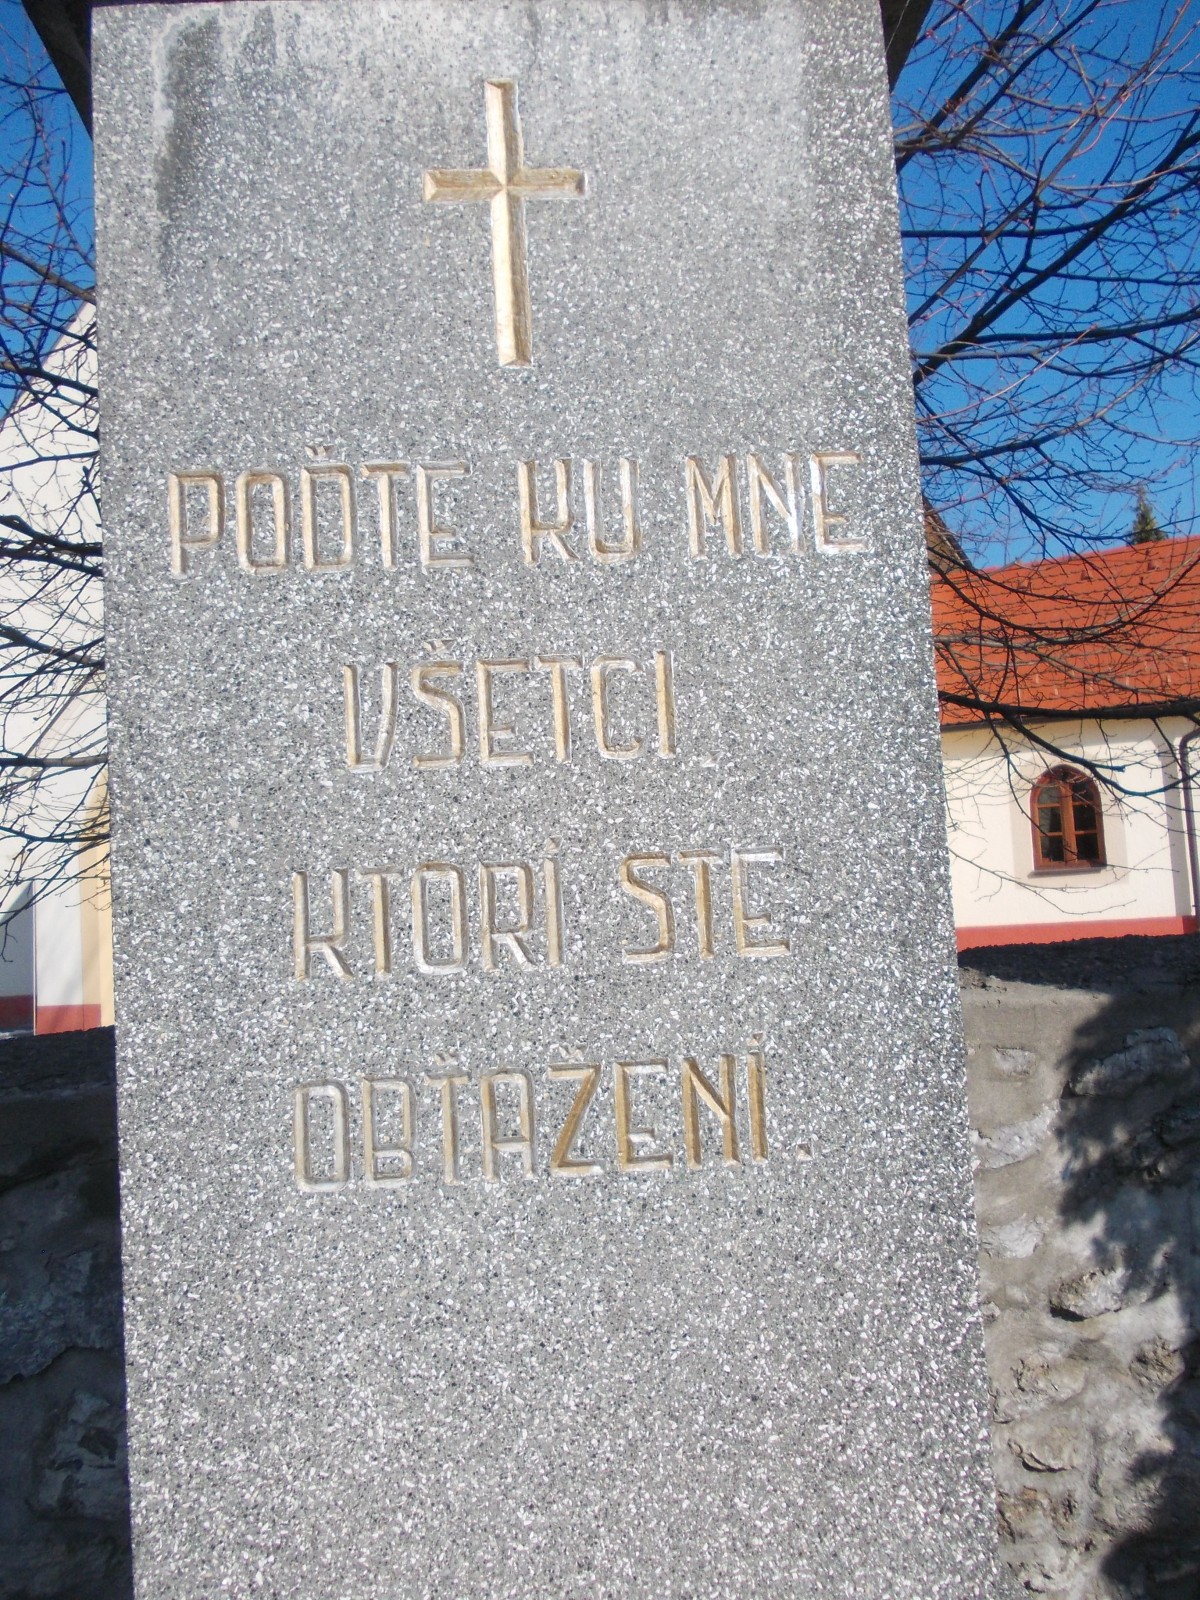 POĎTE KU MNE
VŠETCI,
KTORÍ STE
OBŤAŽENÍ.